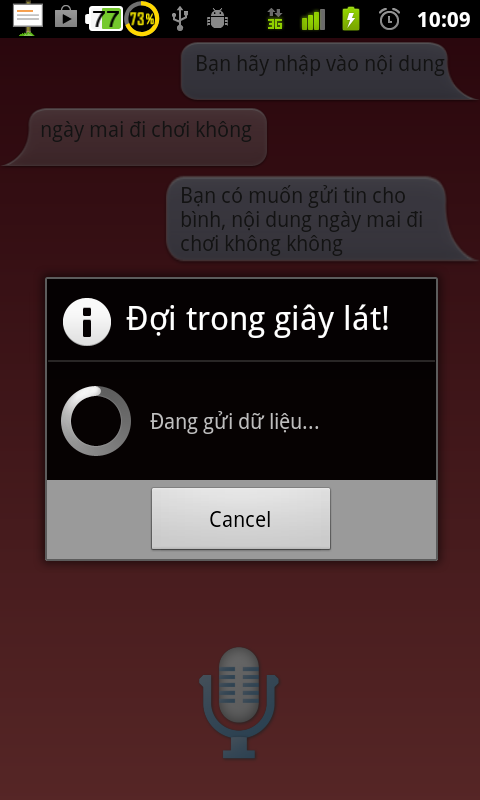 77 73% 3G 10:09
Bạn hãy nhập vào nội dung
ngày mai đi chơi không
Bạn có muốn gửi tin cho
bình, nội dung ngày mai đi
chơi không không
Đợi trong giây lát!
Đang gửi dữ liệu...
Cancel